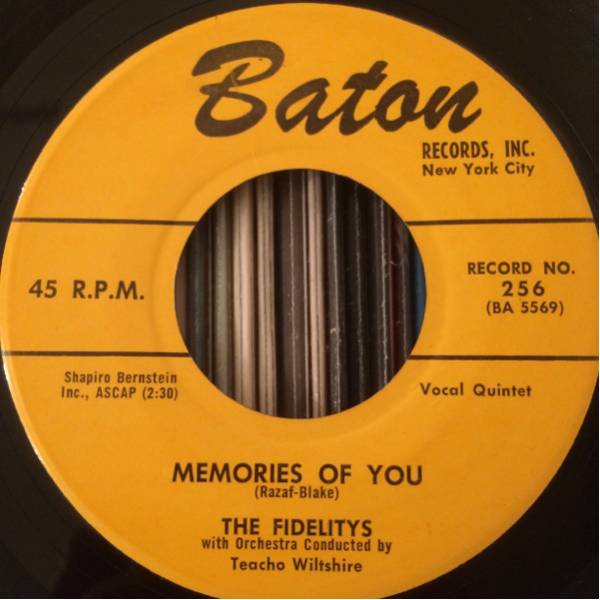 Baton
RECORDS, INC.
New York City
45 R.P.M.
RECORD NO.
256
(BA 5569)
Shapiro Bernstein
Inc., ASCAP (2:30)
Vocal Quintet
MEMORIES OF YOU
(Razaf-Blake)
THE FIDELITYS
with Orchestra Conducted by
Teacho Wiltshire